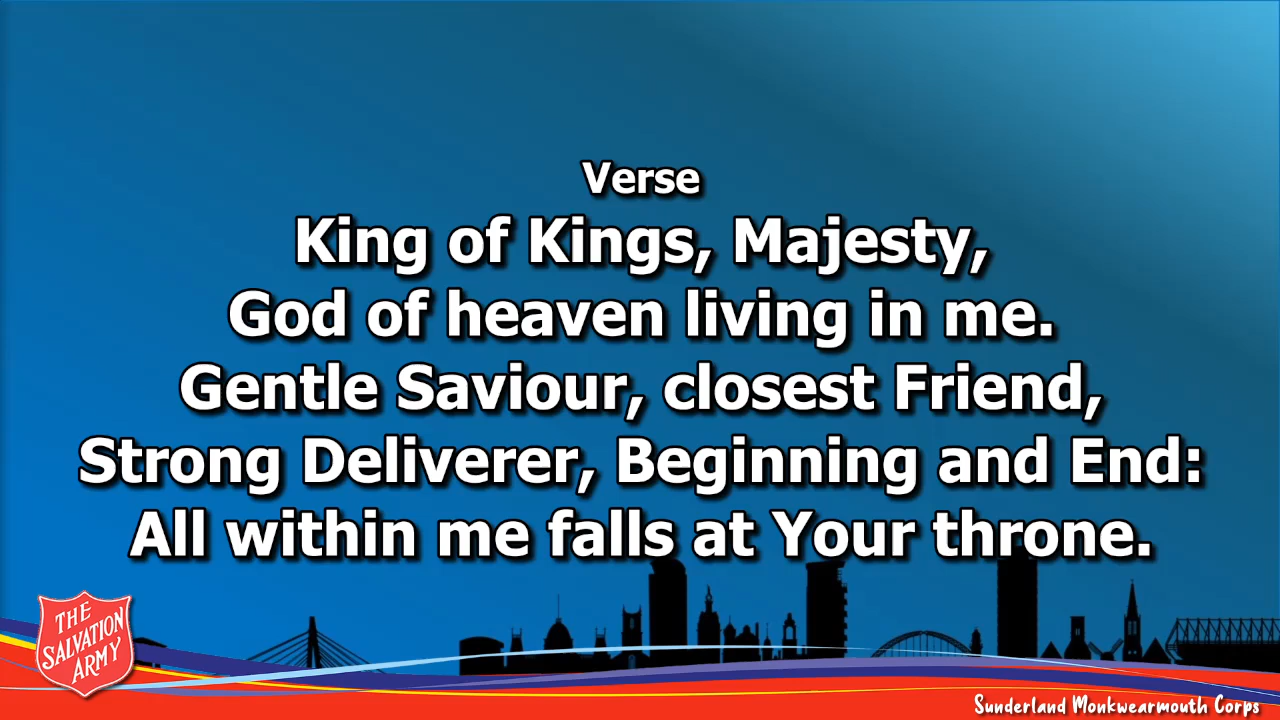 Verse
King of Kings, Majesty,
God of heaven living in me.
Gentle Saviour, closest Friend,
Strong Deliverer, Beginning and End:
All within me falls at Your throne.
THE
SALVATION
ARMY
Sunderland Monkwearmouth Corps